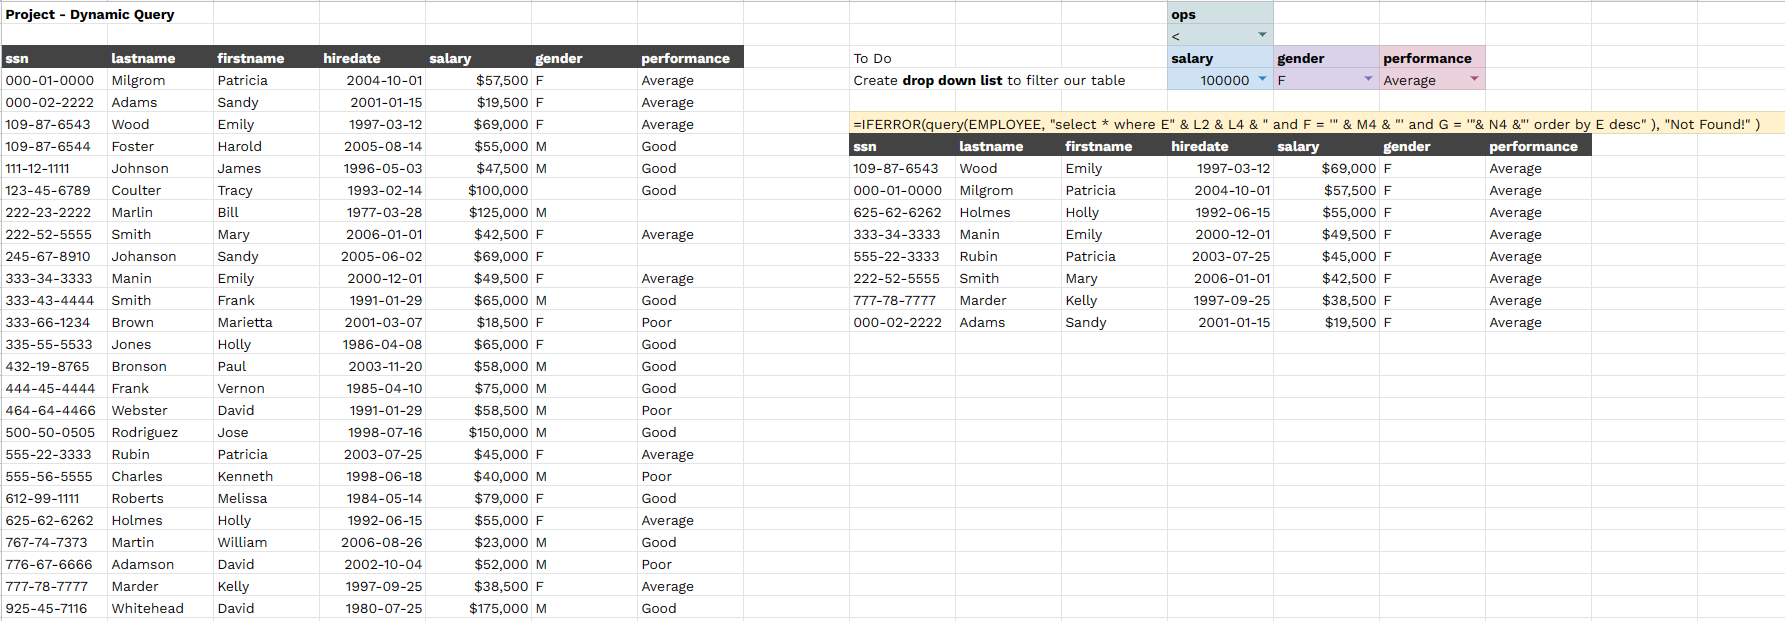 Project - Dynamic Query
ops
<
ssn lastname firstname hiredate salary gender performance
To Do
salary gender performance
000-01-0000 Milgrom Patricia 2004-10-01 $57,500 F Average
Create drop down list to filter our table
100000 F Average
000-02-2222 Adams Sandy 2001-01-15 $19,500 F Average
109-87-6543 Wood Emily 1997-03-12 $69,000 F Average
=IFERROR(query(EMPLOYEE, "select * where E" & L2 & L4 & " and F = '" & M4 & "' and G = '"& N4 &"' order by E desc" ), "Not Found!" )
109-87-6544 Foster Harold 2005-08-14 $55,000 M Good
ssn lastname firstname hiredate salary gender performance
111-12-1111 Johnson James 1996-05-03 $47,500 M Good
109-87-6543 Wood Emily 1997-03-12 $69,000 F Average
123-45-6789 Coulter Tracy 1993-02-14 $100,000 Good
000-01-0000 Milgrom Patricia 2004-10-01 $57,500 F Average
222-23-2222 Marlin Bill 1977-03-28 $125,000 M
625-62-6262 Holmes Holly 1992-06-15 $55,000 F Average
222-52-5555 Smith Mary 2006-01-01 $42,500 F Average
333-34-3333 Manin Emily 2000-12-01 $49,500 F Average
245-67-8910 Johanson Sandy 2005-06-02 $69,000 F
555-22-3333 Rubin Patricia 2003-07-25 $45,000 F Average
333-34-3333 Manin Emily 2000-12-01 $49,500 F Average
222-52-5555 Smith Mary 2006-01-01 $42,500 F Average
333-43-4444 Smith Frank 1991-01-29 $65,000 M Good
777-78-7777 Marder Kelly 1997-09-25 $38,500 F Average
333-66-1234 Brown Marietta 2001-03-07 $18,500 F Poor
000-02-2222 Adams Sandy 2001-01-15 $19,500 F Average
335-55-5533 Jones Holly 1986-04-08 $65,000 F Good
432-19-8765 Bronson Paul 2003-11-20 $58,000 M Good
444-45-4444 Frank Vernon 1985-04-10 $75,000 M Good
464-64-4466 Webster David 1991-01-29 $58,500 M Poor
500-50-0505 Rodriguez Jose 1998-07-16 $150,000 M Good
555-22-3333 Rubin Patricia 2003-07-25 $45,000 F Average
555-56-5555 Charles Kenneth 1998-06-18 $40,000 M Poor
612-99-1111 Roberts Melissa 1984-05-14 $79,000 F Good
625-62-6262 Holmes Holly 1992-06-15 $55,000 F Average
767-74-7373 Martin William 2006-08-26 $23,000 M Good
776-67-6666 Adamson David 2002-10-04 $52,000 M Poor
777-78-7777 Marder Kelly 1997-09-25 $38,500 F Average
925-45-7116 Whitehead David 1980-07-25 $175,000 M Good